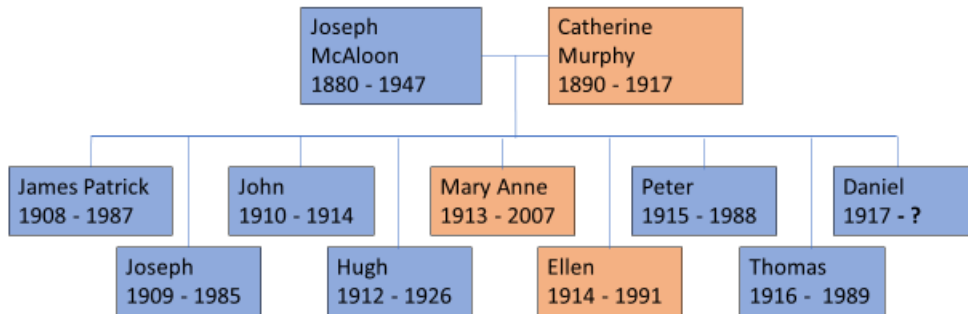 Joseph
McAloon
1880 - 1947
Catherine
Murphy
1890 - 1917
James Patrick
1908 - 1987
John
1910 - 1914
Mary Anne
1913 - 2007
Peter
1915 - 1988
Daniel
1917 - ?
Joseph
1909 - 1985
Hugh
1912 - 1926
Ellen
1914 - 1991
Thomas
1916 - 1989